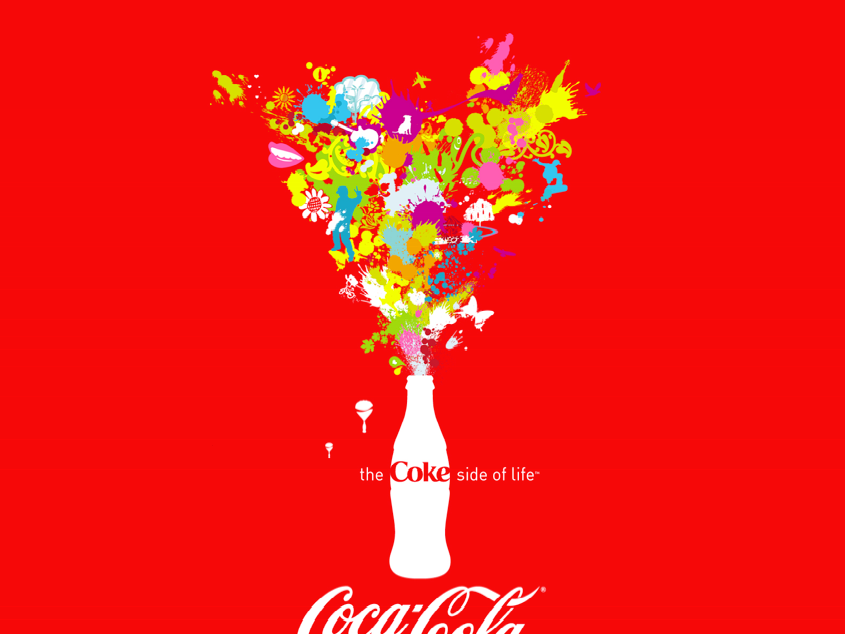 the Coke side of life™
Coca-Cola®